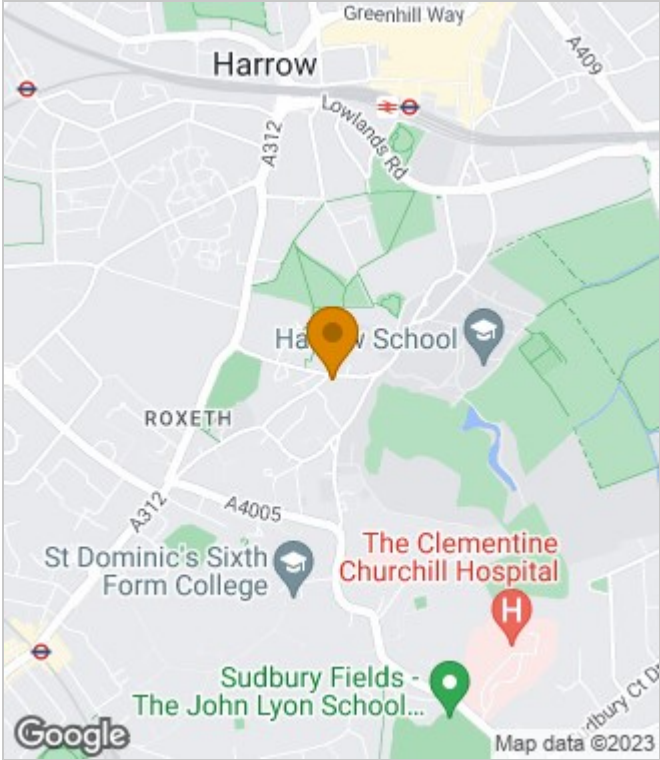 Greenhill Way
Harrow
A409
Lowlands Rd
A312
Harrow School
ROXETH
A312
A4005
St Dominic's Sixth
Form College
The Clementine
Churchill Hospital
H
Sudbury Fields -
The John Lyon School...
Google
Map data ©2023